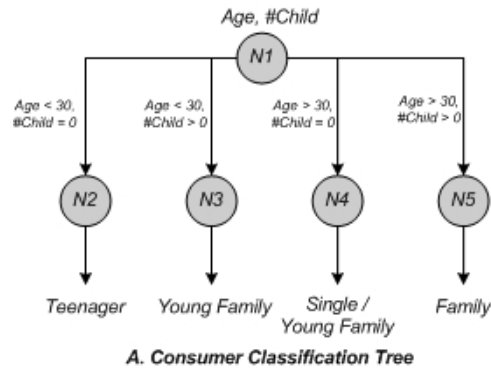 Age, #Child
N1
Age < 30,
#Child = 0
Age < 30,
#Child > 0
Age > 30,
#Child = 0
Age > 30,
#Child > 0
N2
N3
N4
N5
Teenager
Young Family
Single /
Young Family
Family
A. Consumer Classification Tree